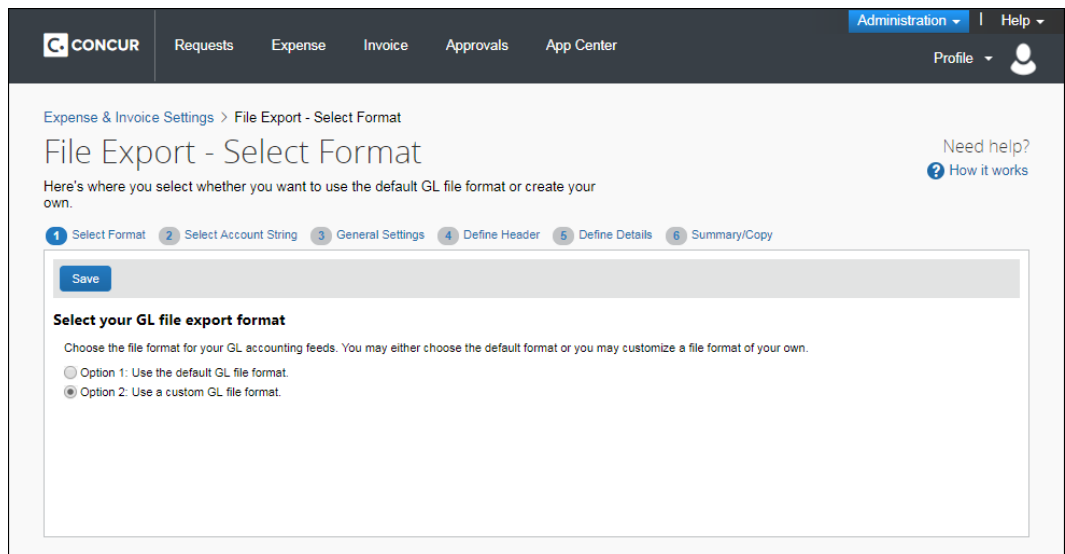 Administration | Help
C. CONCUR Requests Expense Invoice Approvals App Center
Profile
Expense & Invoice Settings > File Export - Select Format
File Export - Select Format
Need help?
Here's where you select whether you want to use the default GL file format or create your
own.
? How it works
1 Select Format 2 Select Account String 3 General Settings 4 Define Header 5 Define Details 6 Summary/Copy
Save
Select your GL file export format
Choose the file format for your GL accounting feeds. You may either choose the default format or you may customize a file format of your own.
Option 1: Use the default GL file format.
Option 2: Use a custom GL file format.